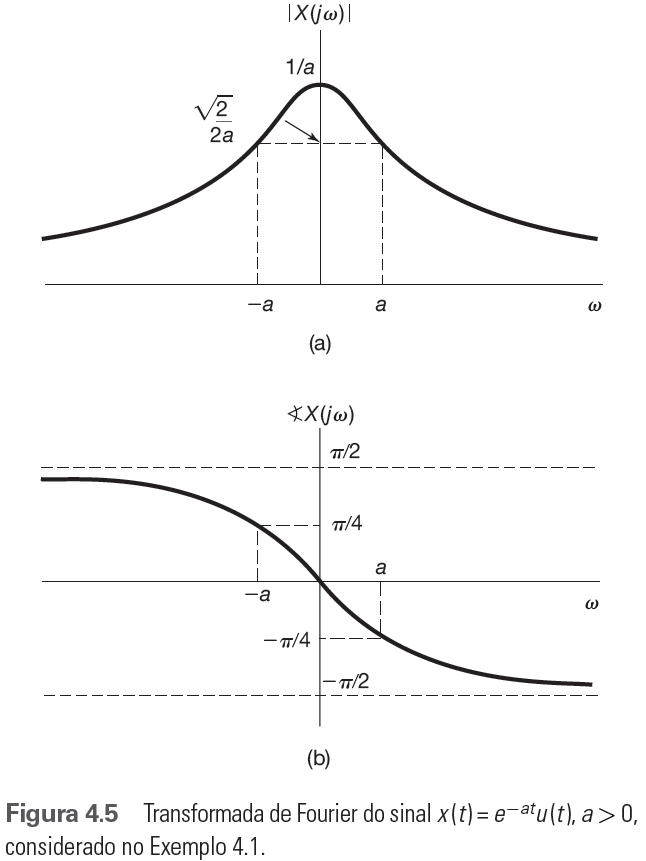 |X(jω)|
1/a
√2
2a
−a
a
ω
(a)
∢X(jω)
π/2
π/4
a
−a
ω
−π/4
−π/2
(b)
Figura 4.5 Transformada de Fourier do sinal x(t) = e⁻ᵃᵗu(t), a > 0,
considerado no Exemplo 4.1.